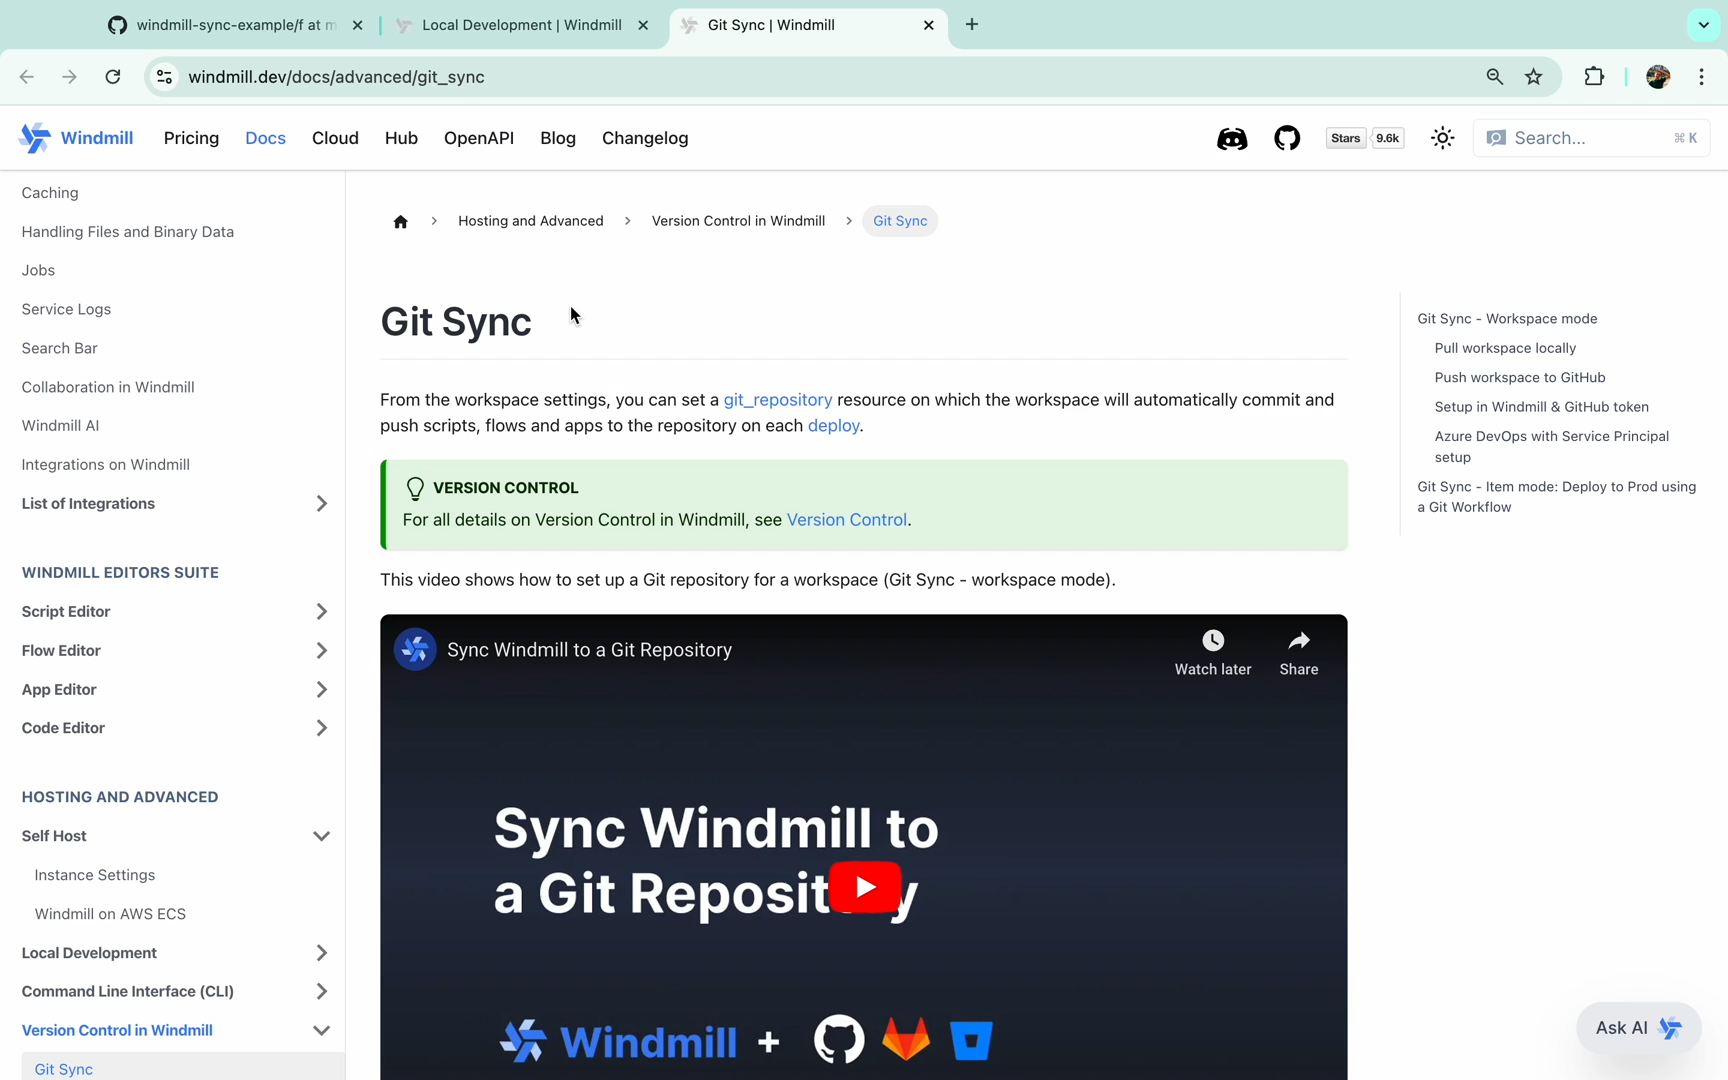 windmill-sync-example/f at m
Local Development | Windmill
Git Sync | Windmill
windmill.dev/docs/advanced/git_sync
Windmill
Pricing
Docs
Cloud
Hub
OpenAPI
Blog
Changelog
Stars 9.6k
Search...
⌘ K
Caching
Handling Files and Binary Data
Jobs
Service Logs
Search Bar
Collaboration in Windmill
Windmill AI
Integrations on Windmill
List of Integrations
WINDMILL EDITORS SUITE
Script Editor
Flow Editor
App Editor
Code Editor
HOSTING AND ADVANCED
Self Host
Instance Settings
Windmill on AWS ECS
Local Development
Command Line Interface (CLI)
Version Control in Windmill
Git Sync
Hosting and Advanced
Version Control in Windmill
Git Sync
Git Sync
From the workspace settings, you can set a git_repository resource on which the workspace will automatically commit and
push scripts, flows and apps to the repository on each deploy.
VERSION CONTROL
For all details on Version Control in Windmill, see Version Control.
This video shows how to set up a Git repository for a workspace (Git Sync - workspace mode).
Sync Windmill to a Git Repository
Watch later
Share
Sync Windmill to
a Git Repository
Windmill +
Git Sync - Workspace mode
Pull workspace locally
Push workspace to GitHub
Setup in Windmill & GitHub token
Azure DevOps with Service Principal
setup
Git Sync - Item mode: Deploy to Prod using
a Git Workflow
Ask AI